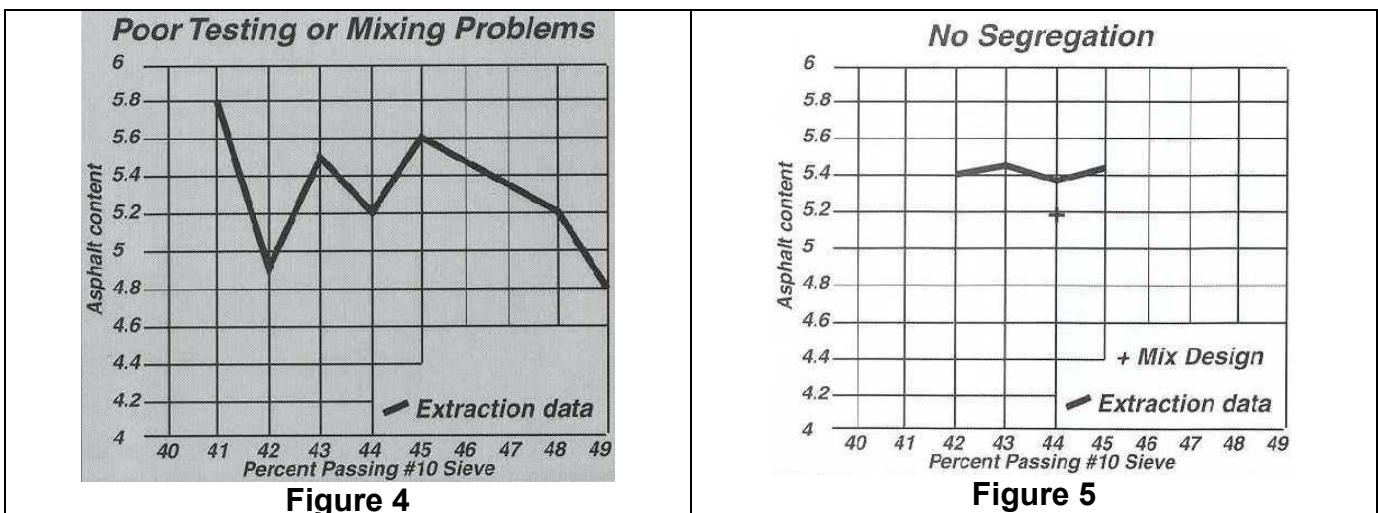 Poor Testing or Mixing Problems
6
5.8
5.6
5.4
5.2
5
4.8
4.6
4.4
4.2
4
Asphalt content
Extraction data
40 41 42 43 44 45 46 47 48 49
Percent Passing #10 Sieve
Figure 4
No Segregation
6
5.8
5.6
5.4
5.2
5
4.8
4.6
4.4
4.2
4
Asphalt content
+ Mix Design
Extraction data
40 41 42 43 44 45 46 47 48 49
Percent Passing #10 Sieve
Figure 5